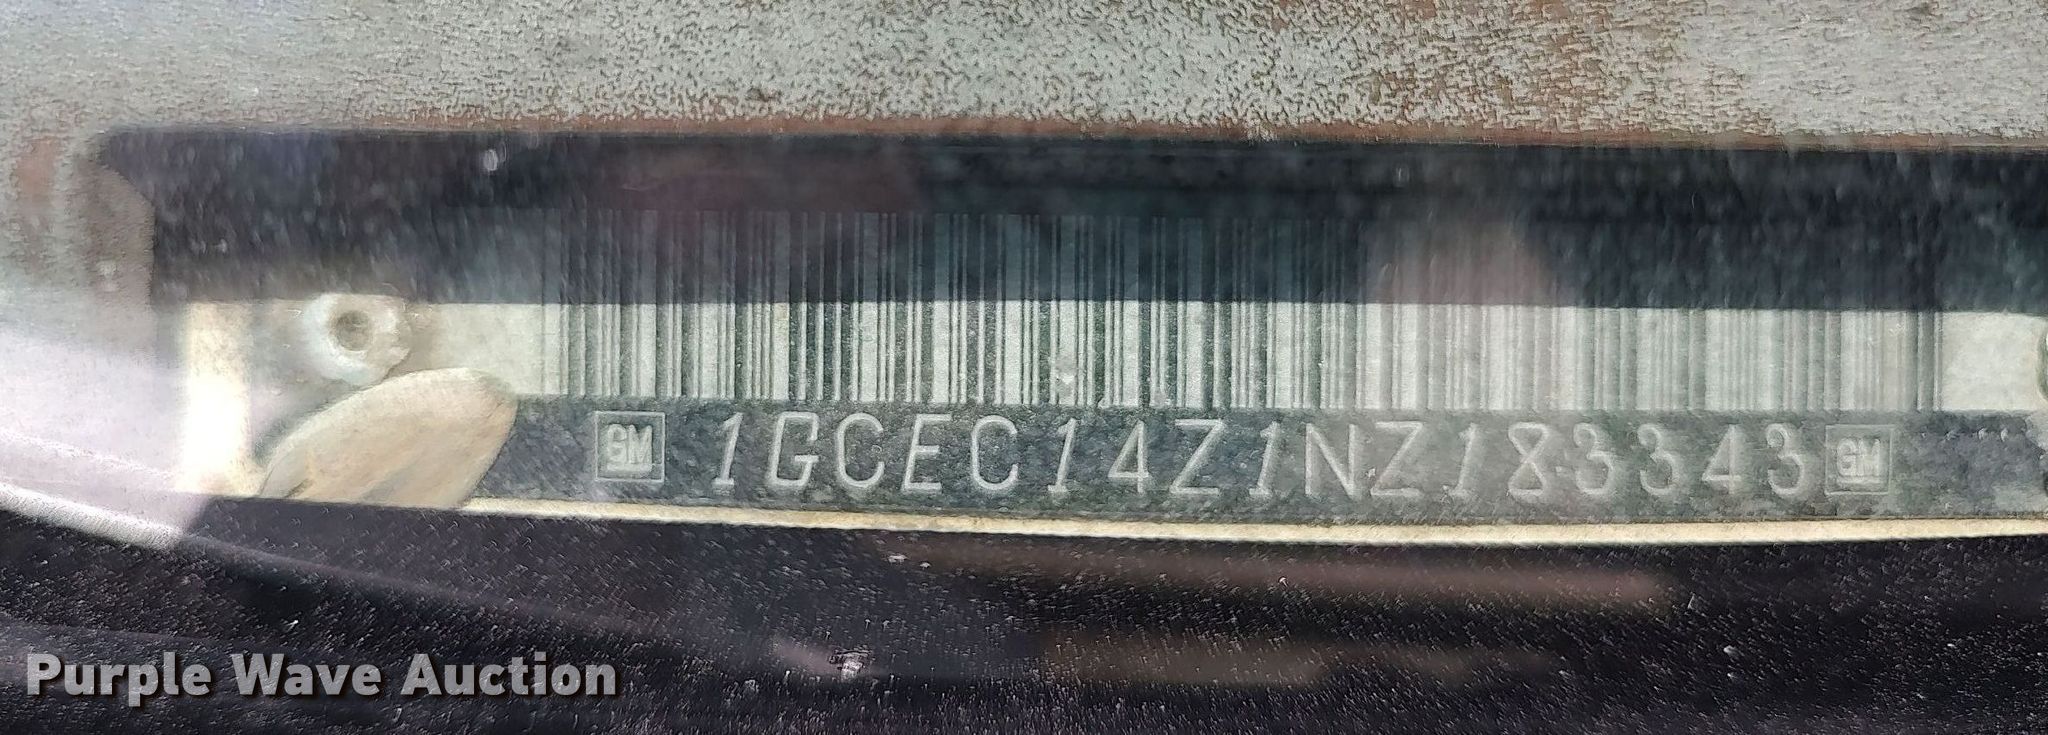 GM 1GCEC14Z1NZ183343 GM
Purple Wave Auction